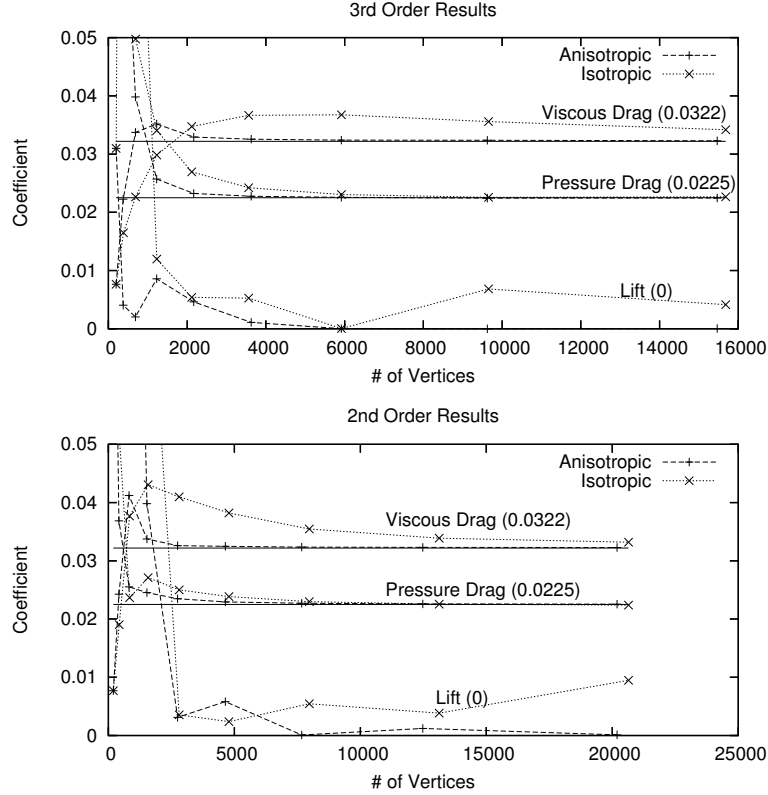 3rd Order Results
0.05
0.04
0.03
0.02
0.01
0
Coefficient
Anisotropic
Isotropic
Viscous Drag (0.0322)
Pressure Drag (0.0225)
Lift (0)
0 2000 4000 6000 8000 10000 12000 14000 16000
# of Vertices
2nd Order Results
0.05
0.04
0.03
0.02
0.01
0
Coefficient
Anisotropic
Isotropic
Viscous Drag (0.0322)
Pressure Drag (0.0225)
Lift (0)
0 5000 10000 15000 20000 25000
# of Vertices